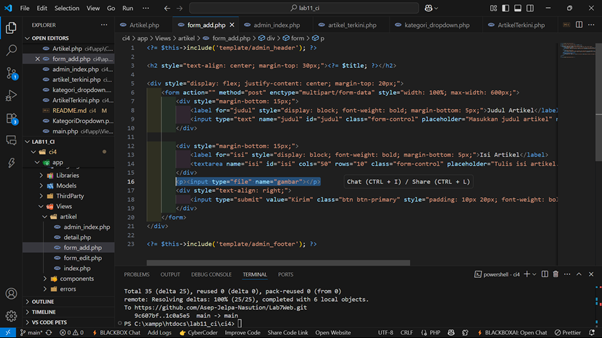 File Edit Selection View Go Run ...
lab11_ci
EXPLORER
OPEN EDITORS
Artikel.php ci4\app\C...
form_add.php ci4\ap...
admin_index.php ci4...
artikel_terkini.php ci...
kategori_dropdown....
ArtikelTerkini.php ci4...
README.md ci4 M
KategoriDropdown.p...
main.php ci4\app\Vie...
LAB11_CI
ci4
app
Libraries
Models
ThirdParty
Views
artikel
admin_index.php
detail.php
form_add.php
form_edit.php
index.php
components
errors
OUTLINE
TIMELINE
VS CODE PETS
Artikel.php form_add.php admin_index.php artikel_terkini.php kategori_dropdown.php ArtikelTerkini.php
ci4 > app > Views > artikel > form_add.php > div > form > p
1 <?= $this->include('template/admin_header'); ?>
2
3 <h2 style="text-align: center; margin-top: 30px;"><?= $title; ?></h2>
4
5 <div style="display: flex; justify-content: center; margin-top: 20px;">
6 <form action="" method="post" enctype="multipart/form-data" style="width: 100%; max-width: 600px;">
7 <div style="margin-bottom: 15px;">
8 <label for="judul" style="display: block; font-weight: bold; margin-bottom: 5px;">Judul Artikel</labe
9 <input type="text" name="judul" id="judul" class="form-control" placeholder="Masukkan judul artikel"
10 </div>
11
12 <div style="margin-bottom: 15px;">
13 <label for="isi" style="display: block; font-weight: bold; margin-bottom: 5px;">Isi Artikel</label>
14 <textarea name="isi" id="isi" cols="50" rows="10" class="form-control" placeholder="Tulis isi artikel
15 </div>
16 <p><input type="file" name="gambar"></p> Chat (CTRL + I) / Share (CTRL + L)
17 <div style="text-align: right;">
18 <input type="submit" value="Kirim" class="btn btn-primary" style="padding: 10px 20px; font-weight: bol
19 </div>
20 </form>
21 </div>
22
23 <?= $this->include('template/admin_footer'); ?>
PROBLEMS OUTPUT DEBUG CONSOLE TERMINAL PORTS
powershell - ci4
Total 35 (delta 25), reused 0 (delta 0), pack-reused 0 (from 0)
remote: Resolving deltas: 100% (25/25), completed with 6 local objects.
To https://github.com/Asep-Jelpa-Nasution/Lab7Web.git
9c607bf..1c0a5e5 main -> main
PS C:\xampp\htdocs\lab11_ci\ci4>
main* 0 0 BLACKBOX Chat Add Logs CyberCoder Improve Code Share Code Link Open Website UTF-8 CRLF PHP BLACKBOXAI: Open Chat Prettier